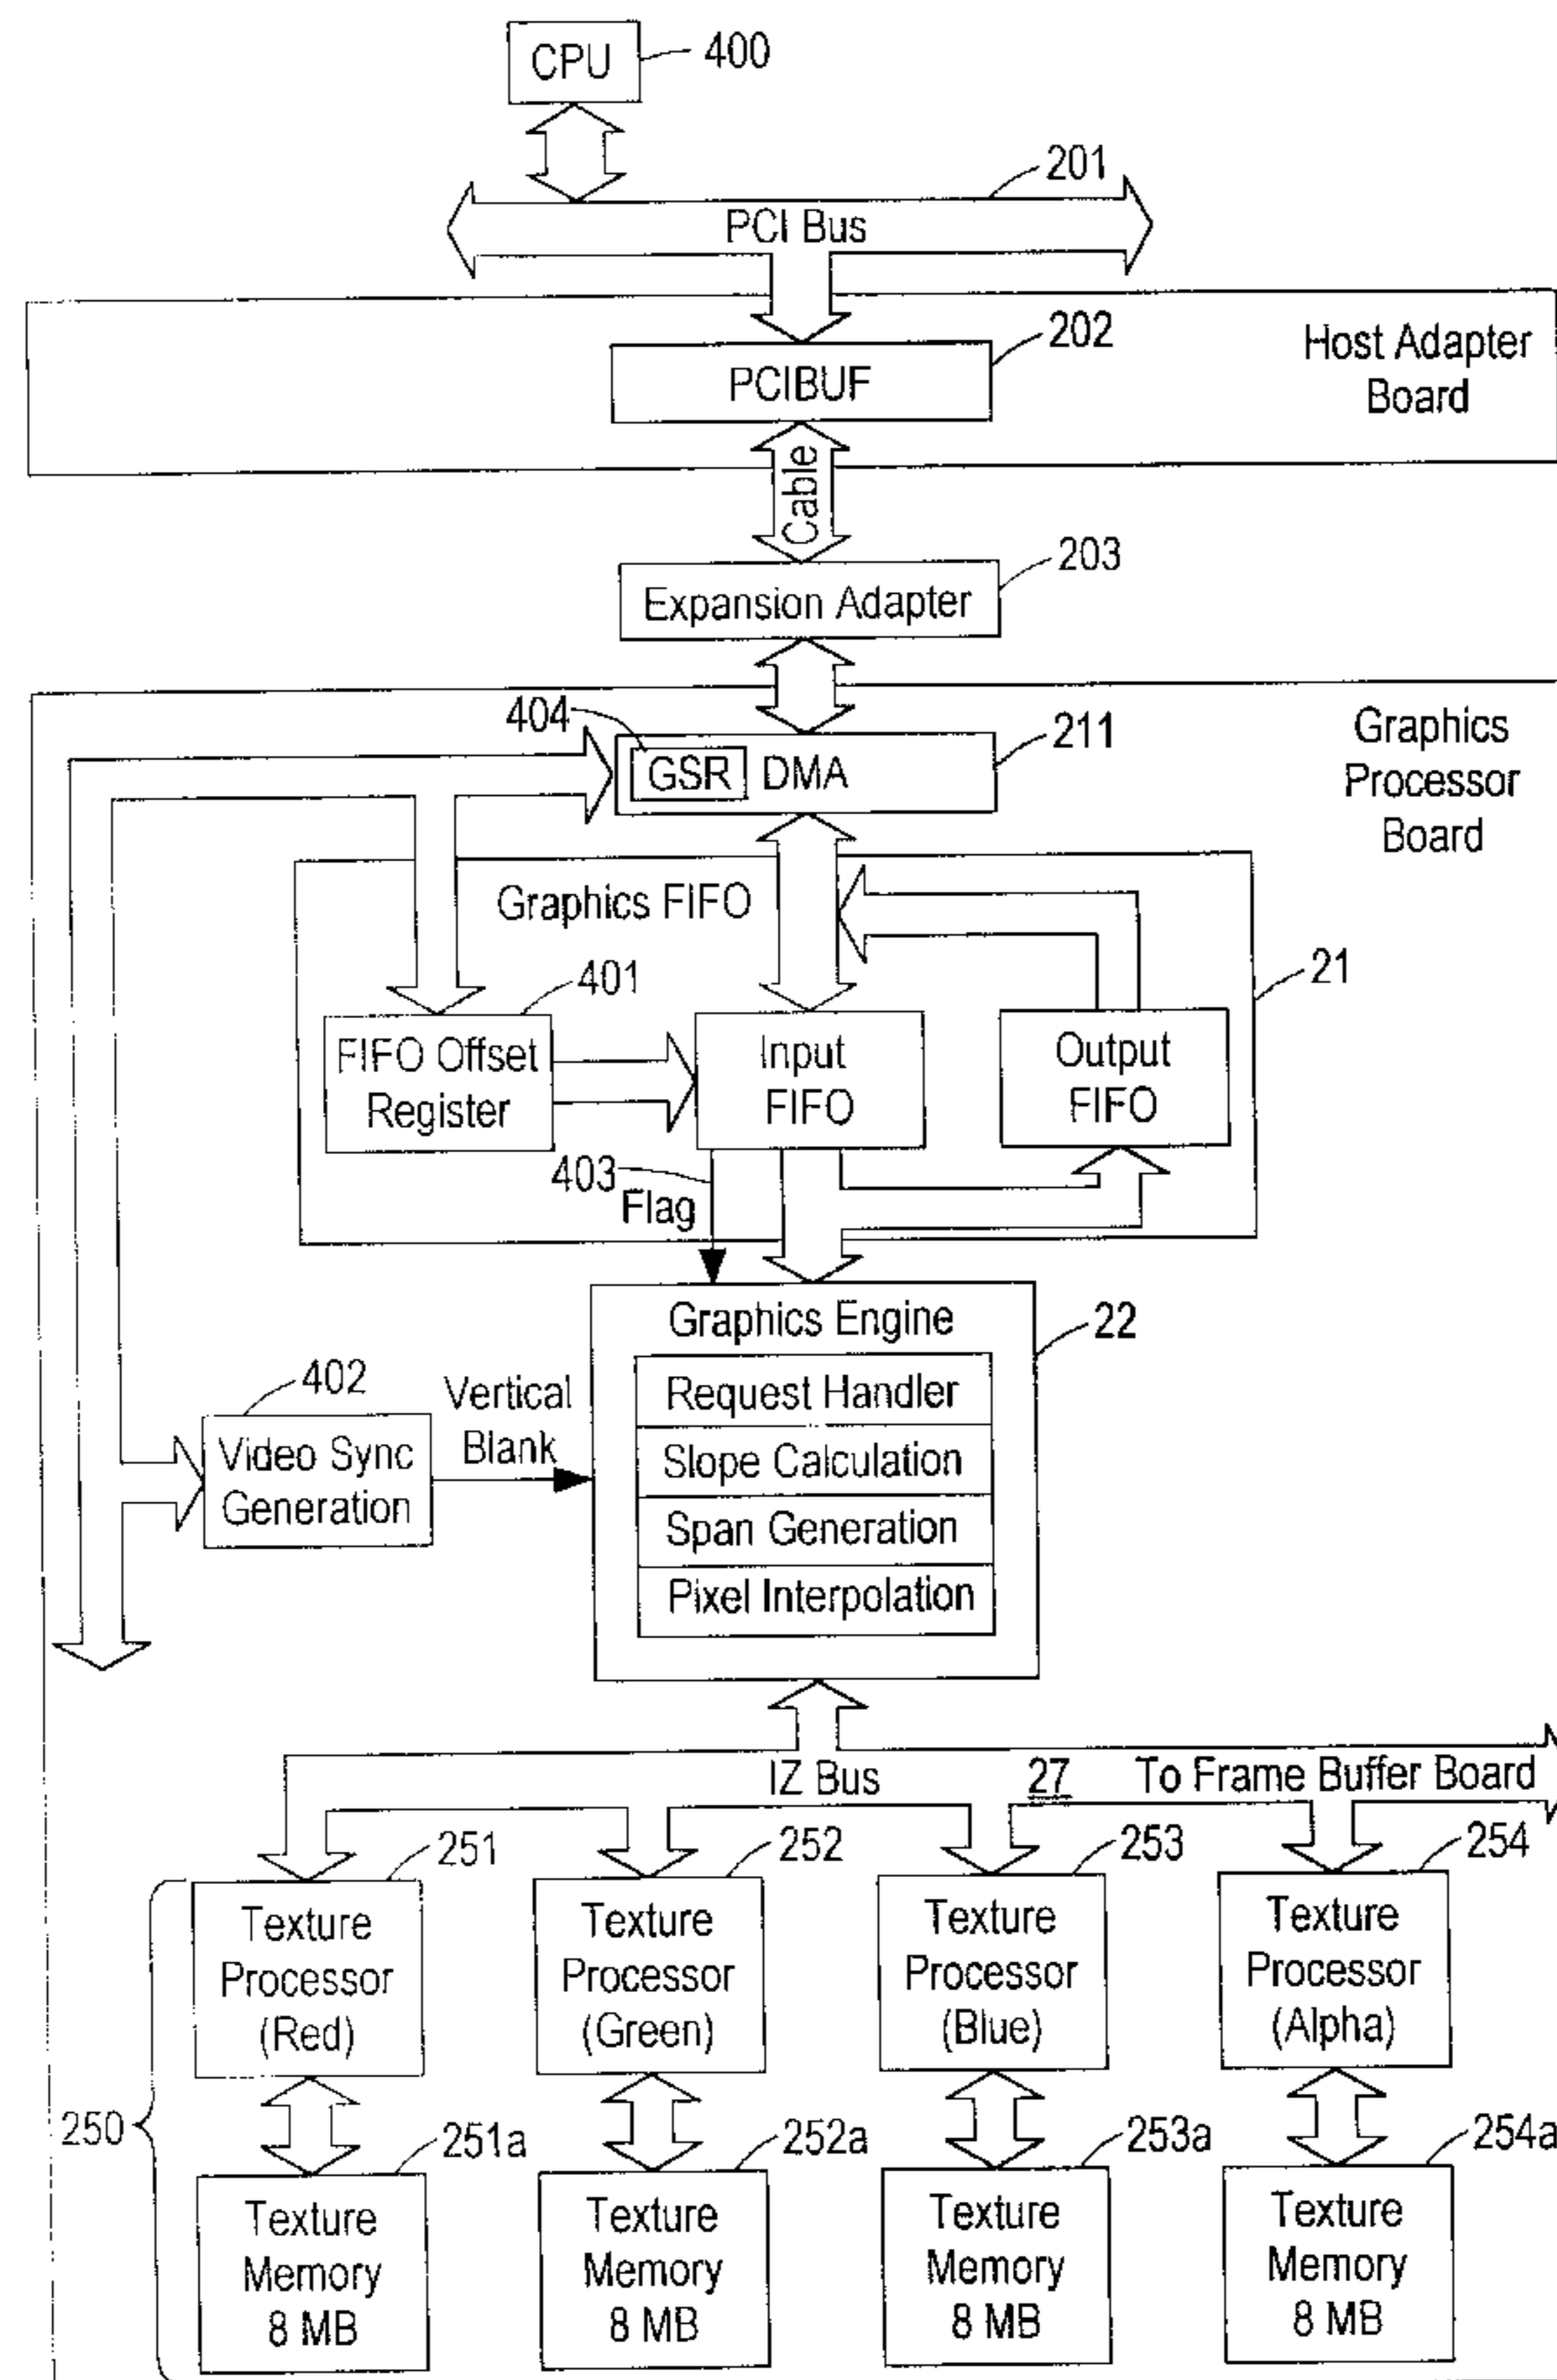 CPU
400
201
PCI Bus
202
PCIBUF
Host Adapter
Board
Cable
203
Expansion Adapter
404
GSR
DMA
211
Graphics
Processor
Board
Graphics FIFO
401
21
FIFO Offset
Register
Input
FIFO
Output
FIFO
403
Flag
Graphics Engine
22
Request Handler
Slope Calculation
Span Generation
Pixel Interpolation
402
Video Sync
Generation
Vertical
Blank
IZ Bus
27
To Frame Buffer Board
251
252
253
254
Texture
Processor
(Red)
Texture
Processor
(Green)
Texture
Processor
(Blue)
Texture
Processor
(Alpha)
250
251a
252a
253a
254a
Texture
Memory
8 MB
Texture
Memory
8 MB
Texture
Memory
8 MB
Texture
Memory
8 MB